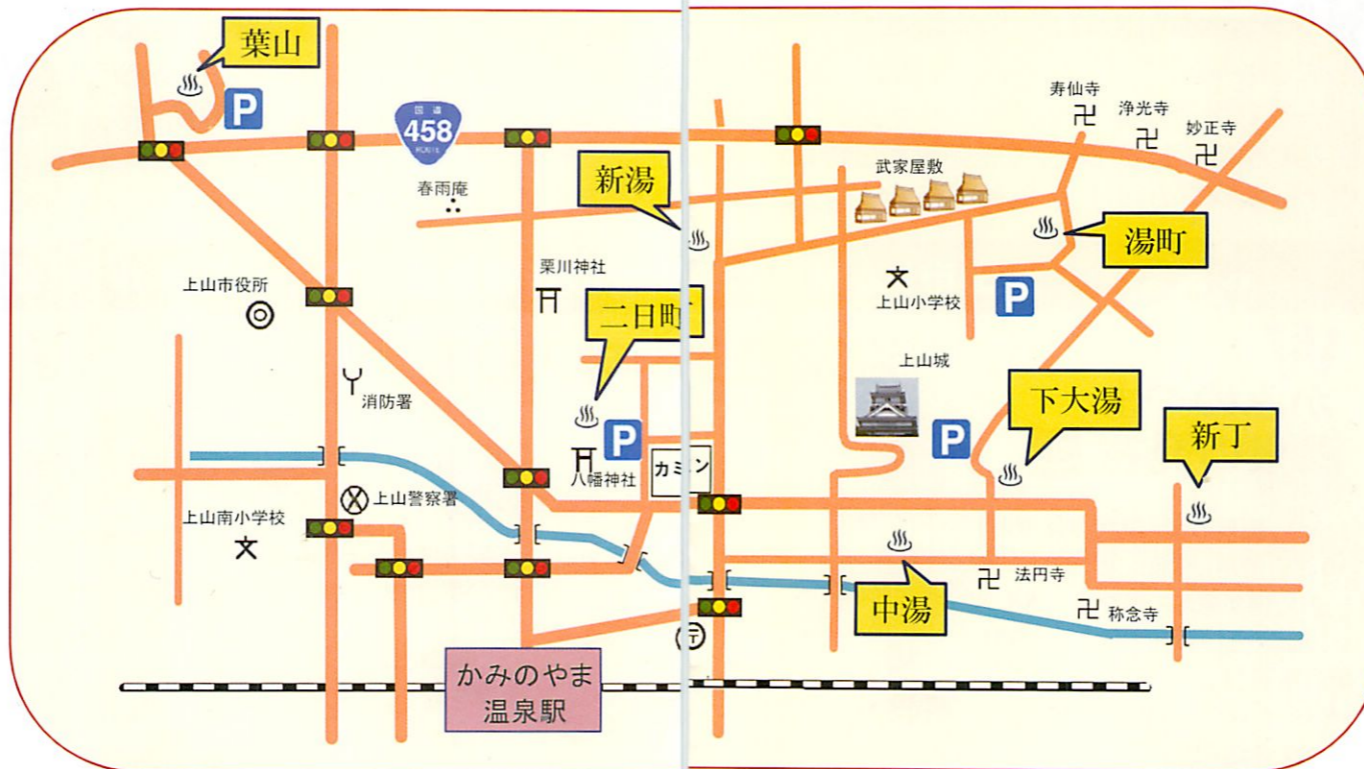 葉山
P
国道
458
ROUTE
寿仙寺
浄光寺
妙正寺
武家屋敷
新湯
春雨庵
湯町
栗川神社
上山市役所
上山小学校
P
二日町
上山城
消防署
下大湯
新丁
P
P
カミン
八幡神社
上山警察署
上山南小学校
中湯
法円寺
称念寺
かみのやま
温泉駅